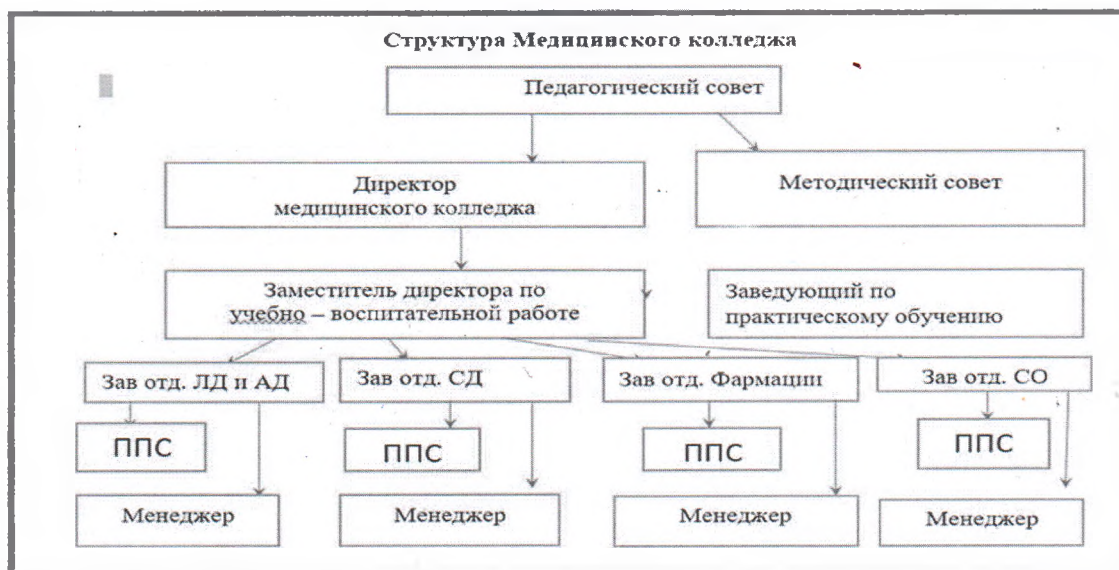 Структура Медицинского колледжа
Педагогический совет
Директор
медицинского колледжа
Методический совет
Заместитель директора по
учебно – воспитательной работе
Заведующий по
практическому обучению
Зав отд. ЛД и АД
Зав отд. СД
Зав отд. Фармации
Зав отд. СО
ППС
ППС
ППС
ППС
Менеджер
Менеджер
Менеджер
Менеджер